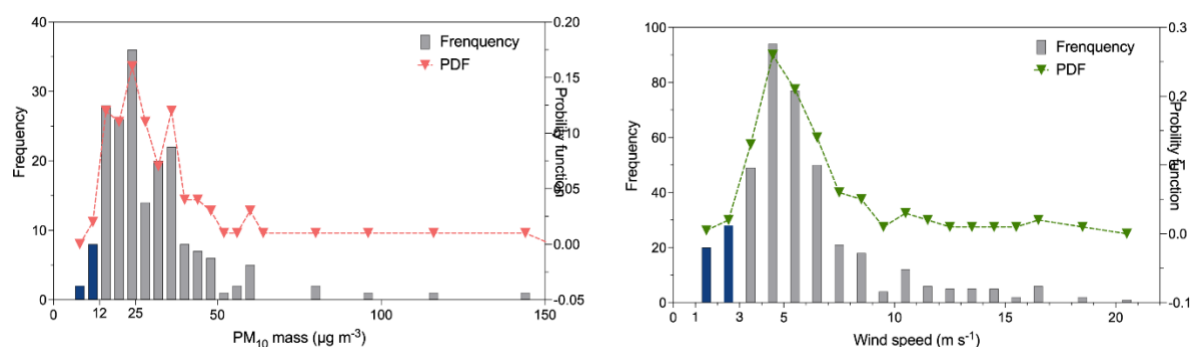 40
30
20
10
0
Frequency
0.20
0.15
0.10
0.05
0.00
-0.05
Probility function
Frenquency
PDF
0 12 25 50 100 150
PM10 mass (µg m-3)
100
80
60
40
20
0
Frequency
0.3
0.2
0.1
0.0
-0.1
Probility function
Frenquency
PDF
0 1 3 5 10 15 20
Wind speed (m s-1)